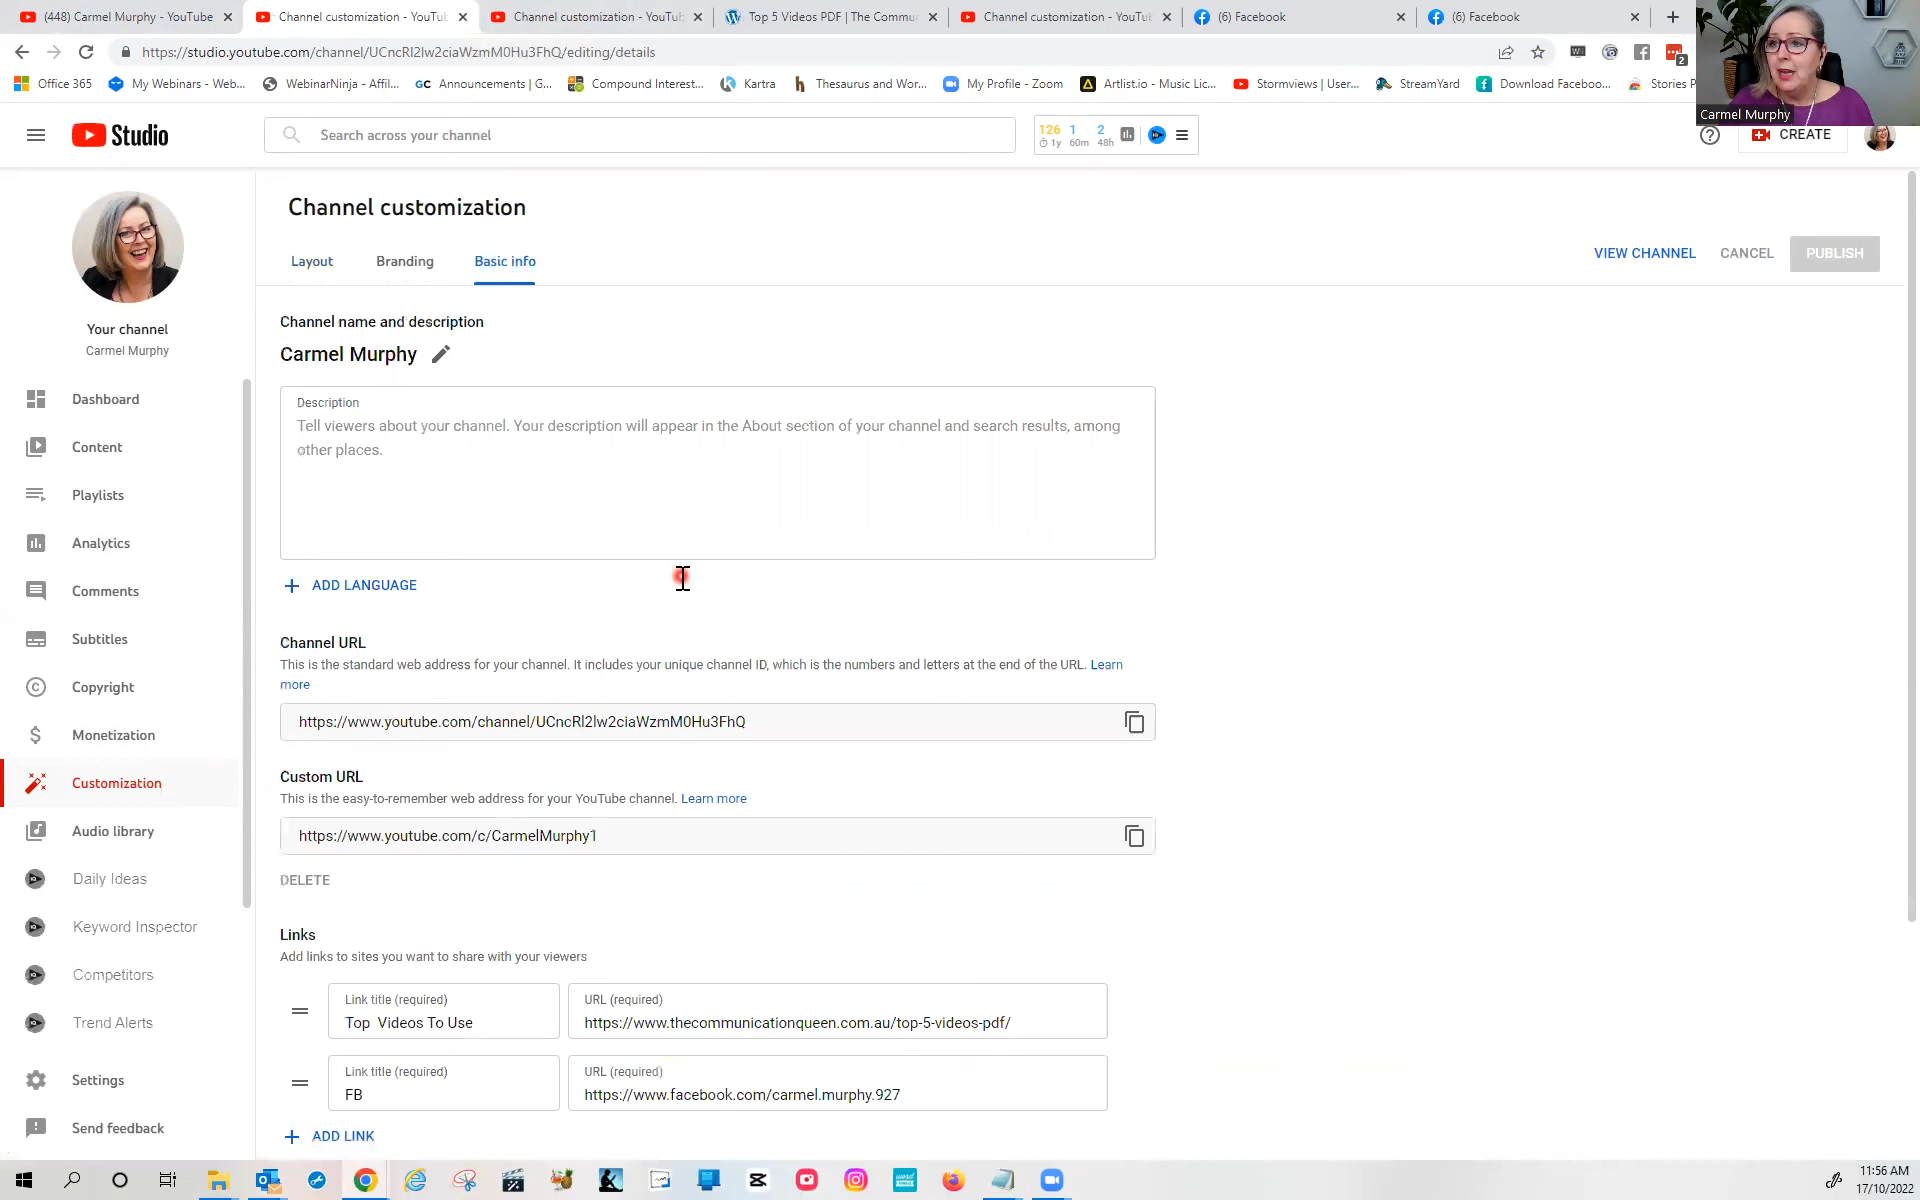 (448) Carmel Murphy - YouTube
Channel customization - YouTu
Channel customization - YouTub
Top 5 Videos PDF | The Commu
Channel customization - YouTu
(6) Facebook
(6) Facebook
https://studio.youtube.com/channel/UCncRl2lw2ciaWzmM0Hu3FhQ/editing/details
2
Office 365
My Webinars - Web...
WebinarNinja - Affil...
GC Announcements | G...
Compound Interest...
Kartra
Thesaurus and Wor...
My Profile - Zoom
Artlist.io - Music Lic...
Stormviews | User...
StreamYard
Download Faceboo...
Stories P
Carmel Murphy
Studio
Search across your channel
126 1 2
1y 60m 48h
CREATE
Channel customization
Layout Branding Basic info
VIEW CHANNEL CANCEL PUBLISH
Your channel
Carmel Murphy
Dashboard
Content
Playlists
Analytics
Comments
Subtitles
Copyright
Monetization
Customization
Audio library
Daily Ideas
Keyword Inspector
Competitors
Trend Alerts
Settings
Send feedback
Channel name and description
Carmel Murphy
Description
Tell viewers about your channel. Your description will appear in the About section of your channel and search results, among
other places.
ADD LANGUAGE
Channel URL
This is the standard web address for your channel. It includes your unique channel ID, which is the numbers and letters at the end of the URL. Learn
more
https://www.youtube.com/channel/UCncRl2lw2ciaWzmM0Hu3FhQ
Custom URL
This is the easy-to-remember web address for your YouTube channel. Learn more
https://www.youtube.com/c/CarmelMurphy1
DELETE
Links
Add links to sites you want to share with your viewers
Link title (required)
Top  Videos To Use
URL (required)
https://www.thecommunicationqueen.com.au/top-5-videos-pdf/
Link title (required)
FB
URL (required)
https://www.facebook.com/carmel.murphy.927
ADD LINK
11:56 AM
17/10/2022